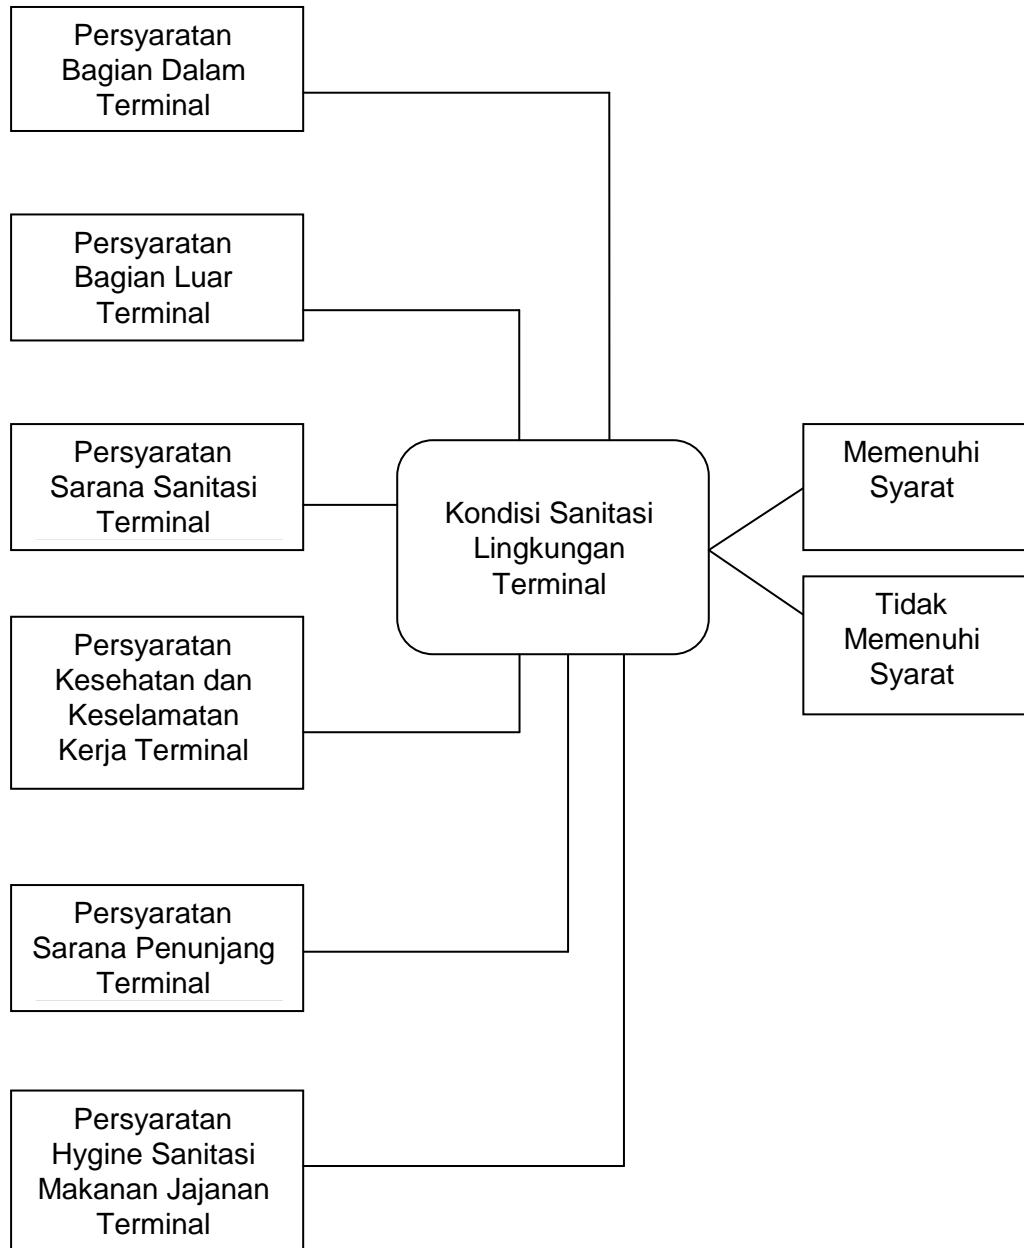 Persyaratan
Bagian Dalam
Terminal
Persyaratan
Bagian Luar
Terminal
Persyaratan
Sarana Sanitasi
Terminal
Persyaratan
Kesehatan dan
Keselamatan
Kerja Terminal
Persyaratan
Sarana Penunjang
Terminal
Persyaratan
Hygine Sanitasi
Makanan Jajanan
Terminal
Kondisi Sanitasi
Lingkungan
Terminal
Memenuhi
Syarat
Tidak
Memenuhi
Syarat